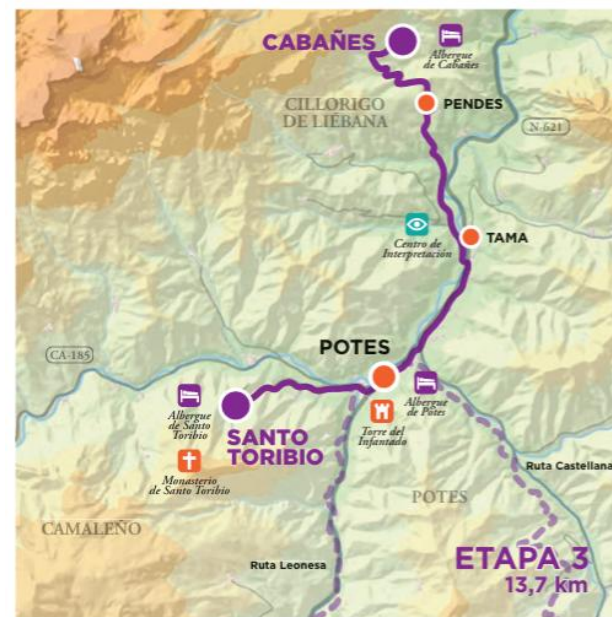 CABAÑES
Albergue
de Cabañes
CILLORIGO
DE LIÉBANA
PENDES
N-621
Centro de
Interpretación
TAMA
CA-185
POTES
Albergue
de Santo
Toribio
SANTO
TORIBIO
Albergue
de Potes
Torre del
Infantado
Monasterio
de Santo Toribio
Ruta Castellana
POTES
CAMALEÑO
Ruta Leonesa
ETAPA 3
13,7 km